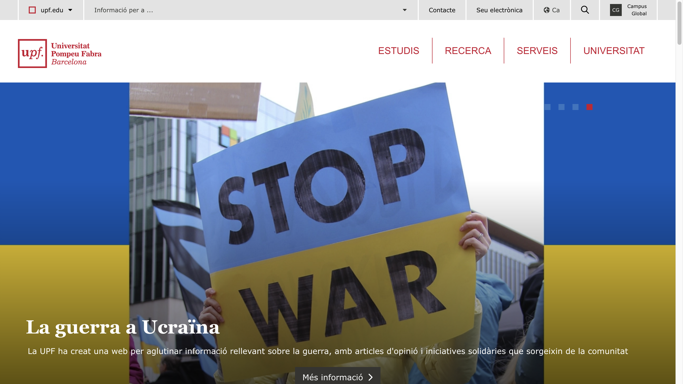 upf.edu
Informació per a ...
Contacte
Seu electrònica
Ca
CG
Campus
Global
upf.
Universitat
Pompeu Fabra
Barcelona
ESTUDIS
RECERCA
SERVEIS
UNIVERSITAT
STOP
WAR
La guerra a Ucraïna
La UPF ha creat una web per aglutinar informació rellevant sobre la guerra, amb articles d'opinió i iniciatives solidàries que sorgeixin de la comunitat
Més informació